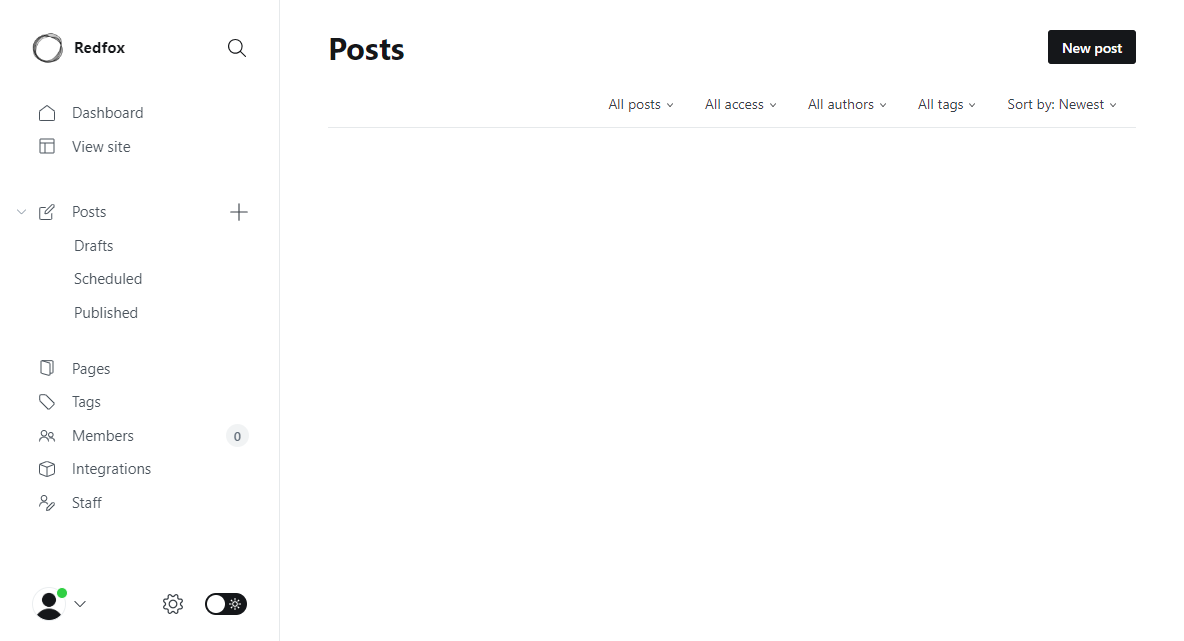 Redfox
Dashboard
View site
Posts
Drafts
Scheduled
Published
Pages
Tags
Members 0
Integrations
Staff
Posts
New post
All posts All access All authors All tags Sort by: Newest